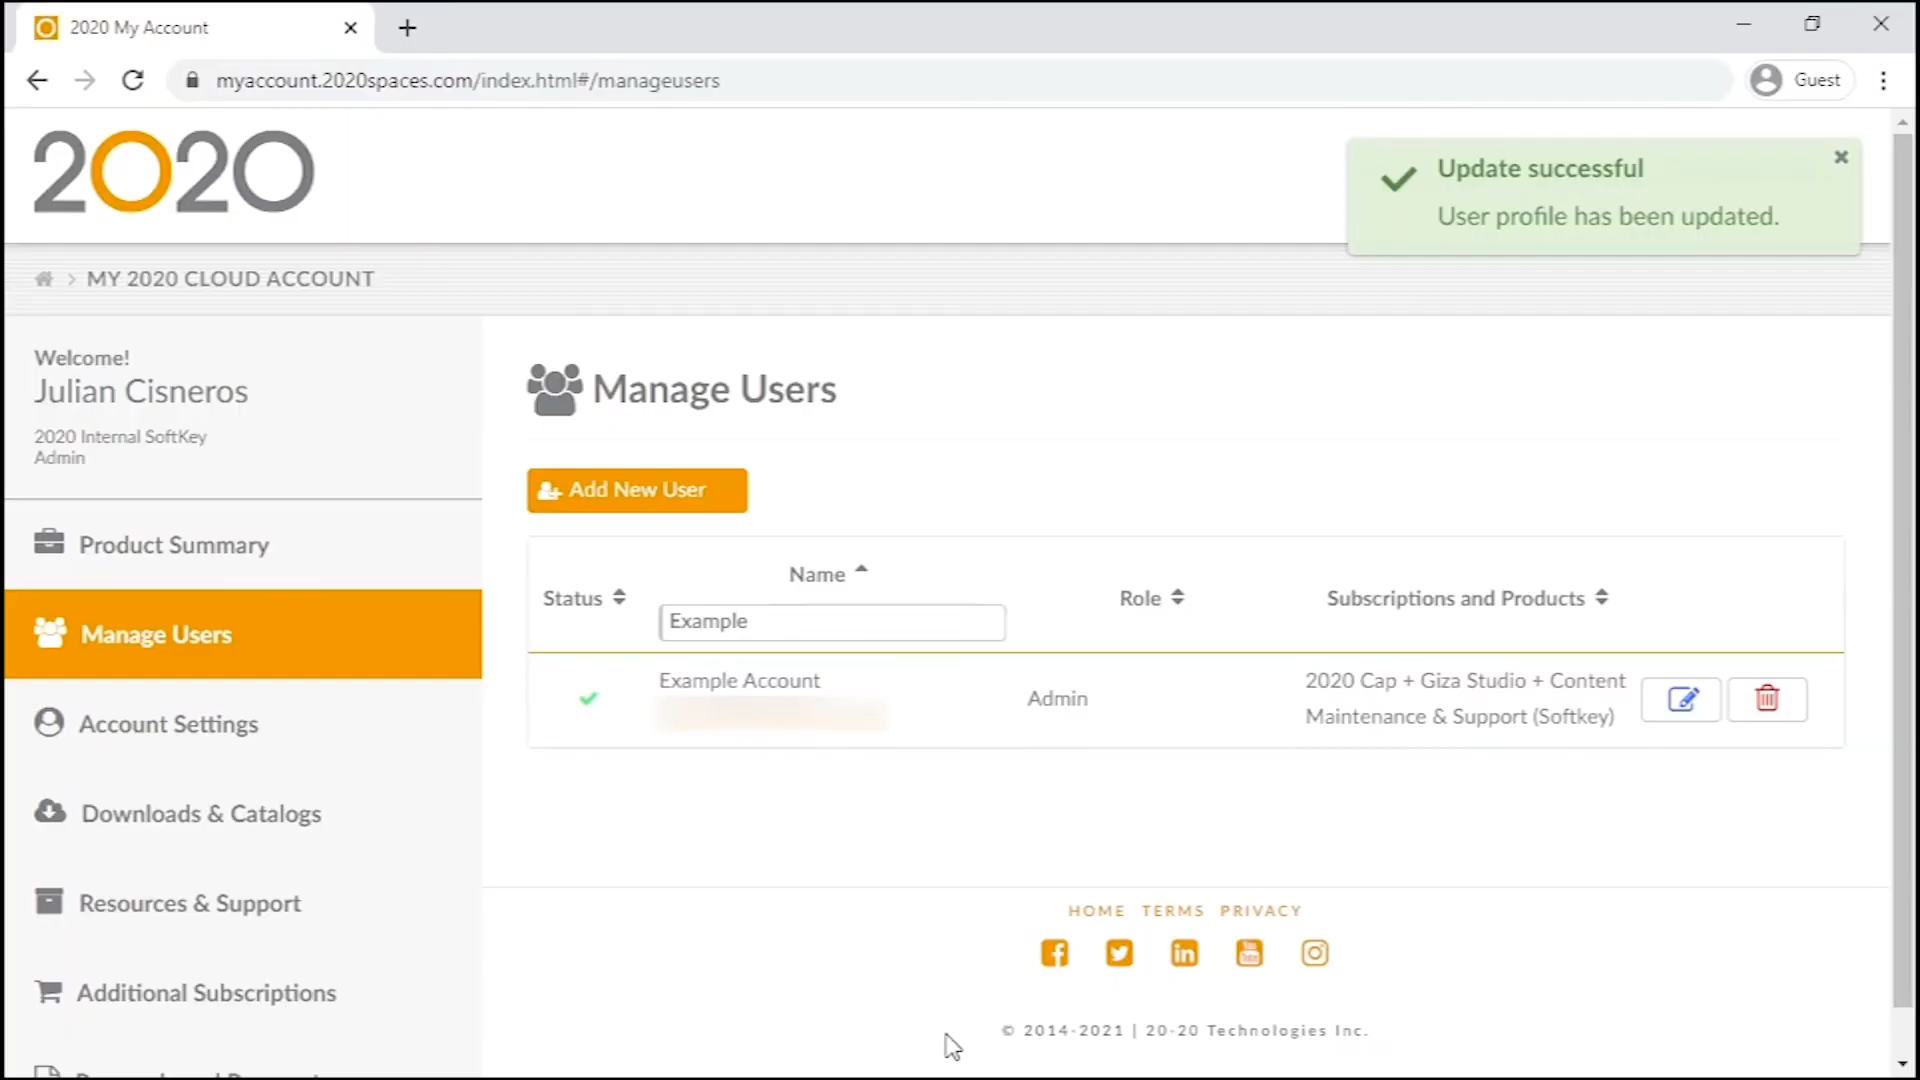 2020 My Account
myaccount.2020spaces.com/index.html#/manageusers
Guest
2020
Update successful
User profile has been updated.
MY 2020 CLOUD ACCOUNT
Welcome!
Julian Cisneros
2020 Internal SoftKey
Admin
Product Summary
Manage Users
Account Settings
Downloads & Catalogs
Resources & Support
Additional Subscriptions
Manage Users
Add New User
Status
Name
Example
Role
Subscriptions and Products
Example Account
Admin
2020 Cap + Giza Studio + Content
Maintenance & Support (Softkey)
HOME TERMS PRIVACY
© 2014-2021 | 20-20 Technologies Inc.